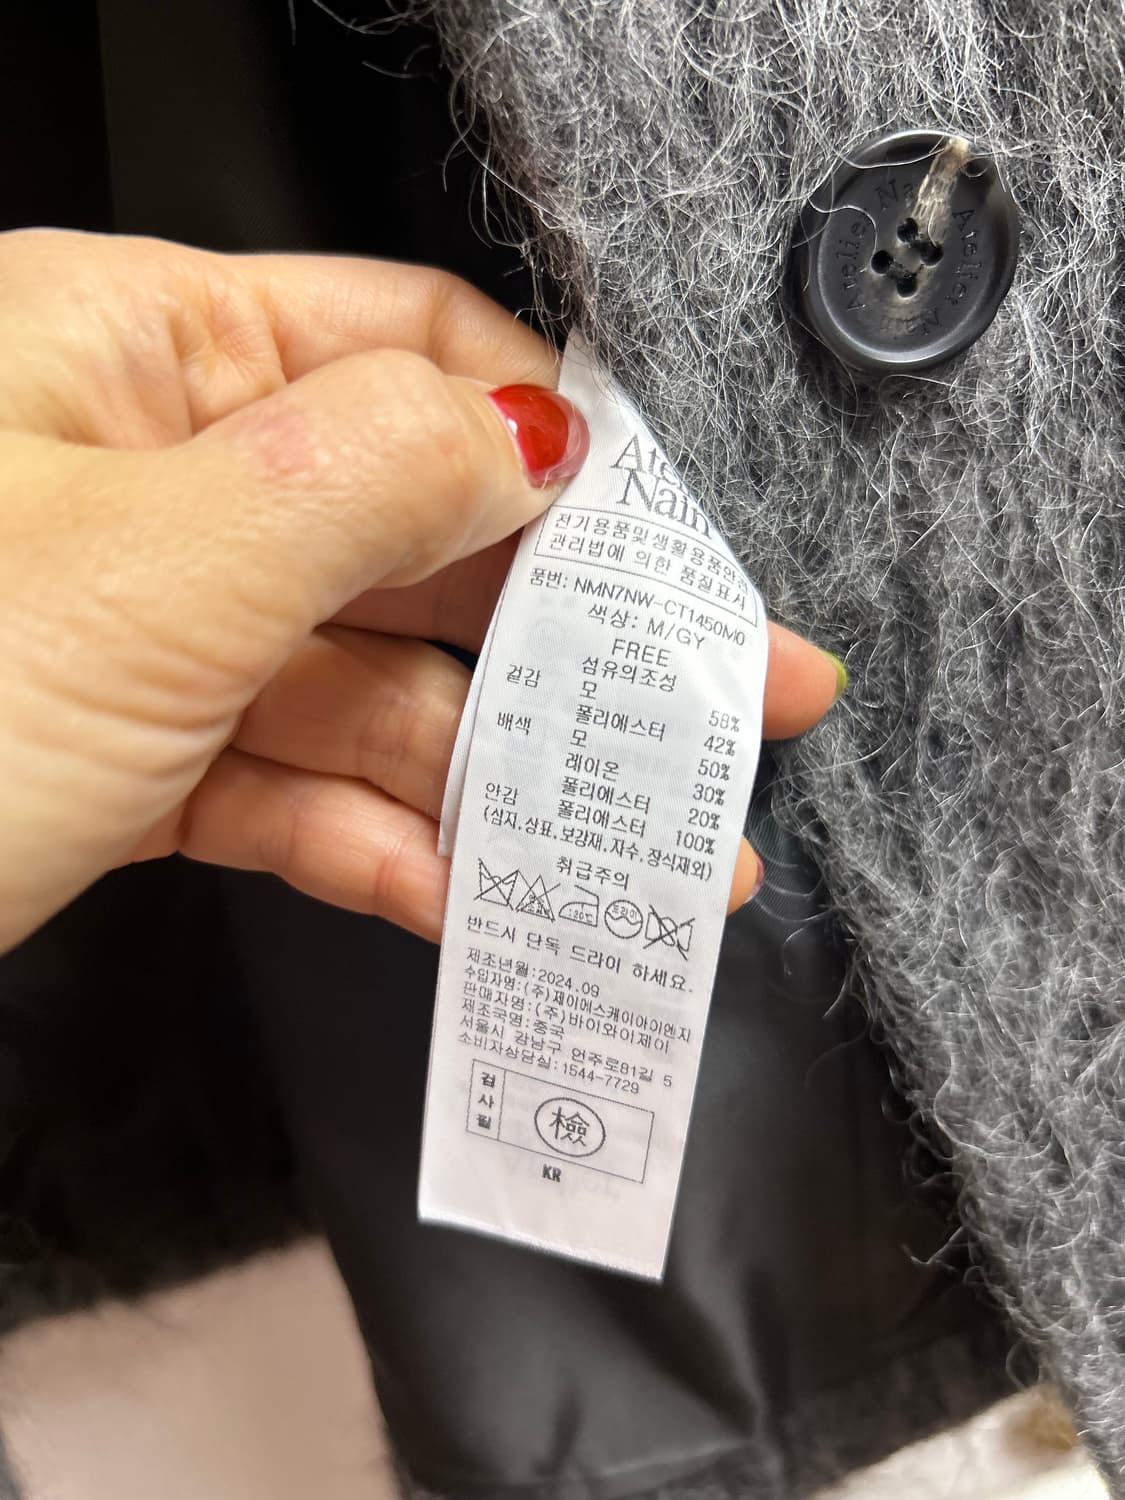 Atelier Nain
Nain
전기용품및생활용품안전
관리법에 의한 품질표시
품번: NMN7NW-CT1450M0
색상: M/GY
FREE
섬유의조성
겉감 모 58%
폴리에스터 42%
배색 모 50%
레이온 30%
폴리에스터 20%
안감 폴리에스터 100%
(심지.상표.보강재.자수.장식재외)
취급주의
드라이
반드시 단독 드라이 하세요.
제조년월:2024.09
수입자명:(주)제이에스케이아이엔지
판매자명:(주)바이와이제이
제조국명:중국
서울시 강남구 언주로81길 5
소비자상담실:1544-7729
검사필
檢
KR